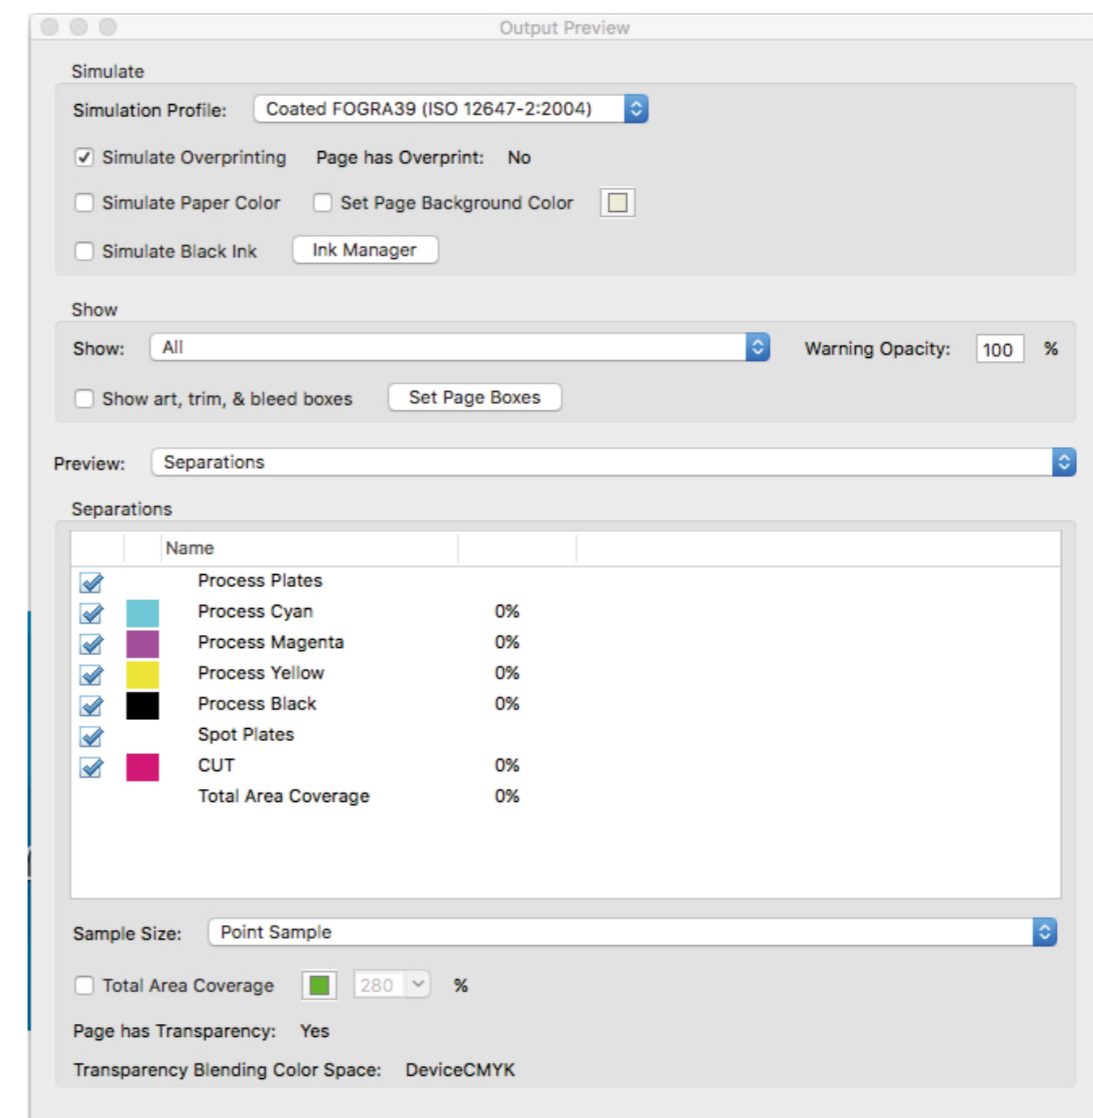 Output Preview
Simulate
Simulation Profile: Coated FOGRA39 (ISO 12647-2:2004)
Simulate Overprinting Page has Overprint: No
Simulate Paper Color Set Page Background Color
Simulate Black Ink Ink Manager
Show
Show: All Warning Opacity: 100 %
Show art, trim, & bleed boxes Set Page Boxes
Preview: Separations
Separations
Name
Process Plates
Process Cyan 0%
Process Magenta 0%
Process Yellow 0%
Process Black 0%
Spot Plates
CUT 0%
Total Area Coverage 0%
Sample Size: Point Sample
Total Area Coverage 280 %
Page has Transparency: Yes
Transparency Blending Color Space: DeviceCMYK